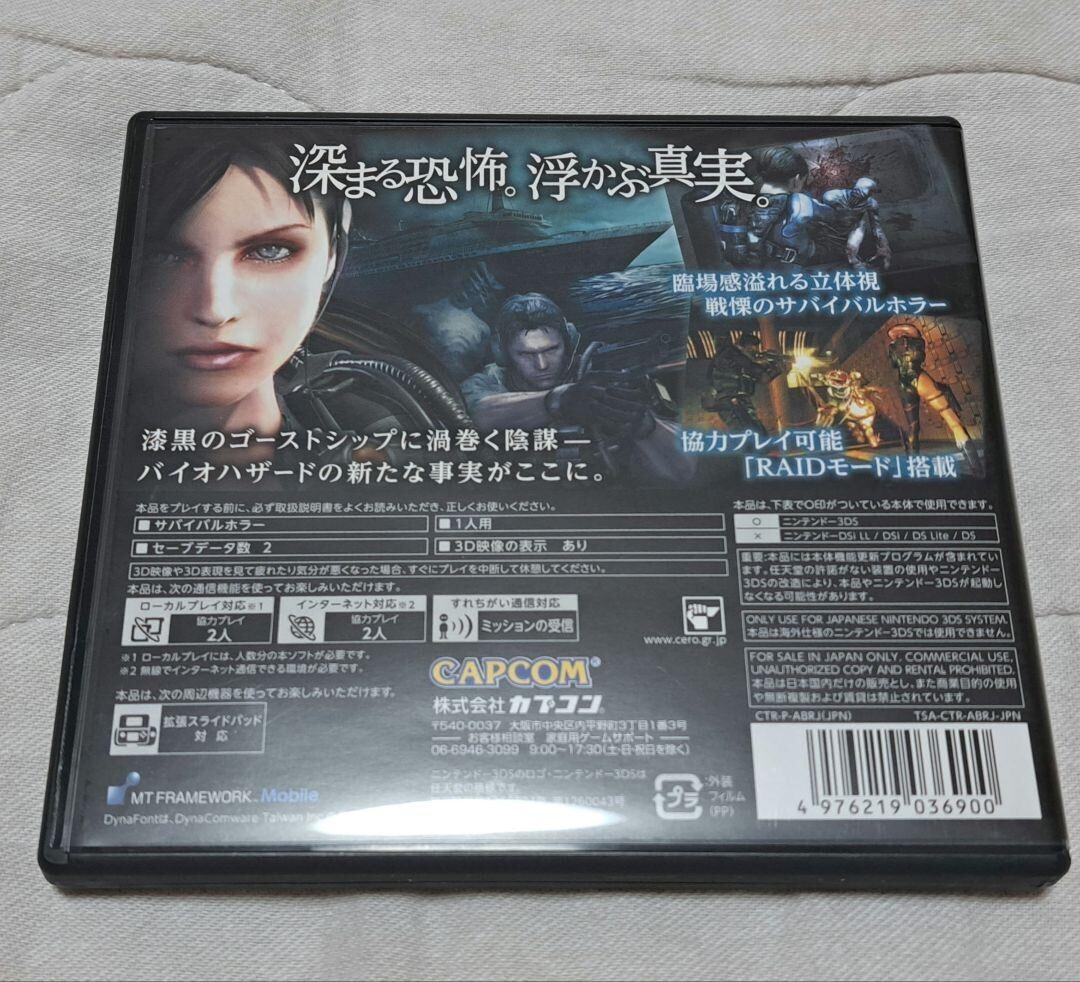 深まる恐怖。浮かぶ真実。
臨場感溢れる立体視
戦慄のサバイバルホラー
漆黒のゴーストシップに渦巻く陰謀―
バイオハザードの新たな事実がここに。
協力プレイ可能
「RAIDモード」搭載
本品をプレイする前に、必ず取扱説明書をよくお読みいただき、正しくお使いください。
■サバイバルホラー
■1人用
■セーブデータ数 2
■3D映像の表示 あり
3D映像や3D表現を見て疲れたり気分が悪くなった場合、すぐにプレイを中断して休憩してください。
本品は、次の通信機能を使ってお楽しみいただけます。
ローカルプレイ対応※1
協力プレイ
2人
インターネット対応※2
協力プレイ
2人
すれちがい通信対応
ミッションの受信
※1 ローカルプレイには、人数分の本ソフトが必要です。
※2 無線でインターネット通信できる環境が必要です。
本品は、次の周辺機器を使ってお楽しみいただけます。
拡張スライドパッド
対応
MT FRAMEWORK Mobile
DynaFontは、DynaComware Taiwan Inc
www.cero.gr.jp
CAPCOM
株式会社カプコン
〒540-0037 大阪市中央区内平野町3丁目1番3号
お客様相談室 家庭用ゲームサポート
06-6946-3099 9:00~17:30(土・日・祝日を除く)
ニンテンドー3DSのロゴ・ニンテンドー3DSは
任天堂の商標です。
第1260043号
プラ
:外装
フィルム
(PP)
本品は、下表で○印がついている本体で使用できます。
○ ニンテンドー3DS
× ニンテンドーDSi LL / DSi / DS Lite / DS
重要:本品には本体機能更新プログラムが含まれてい
ます。任天堂の許諾がない装置の使用やニンテンドー
3DSの改造により、本品やニンテンドー3DSが起動し
なくなる可能性があります。
ONLY USE FOR JAPANESE NINTENDO 3DS SYSTEM.
本品は海外仕様のニンテンドー3DSでは使用できません。
FOR SALE IN JAPAN ONLY. COMMERCIAL USE,
UNAUTHORIZED COPY AND RENTAL PROHIBITED.
本品は日本国内だけの販売とし、また商業目的の使用
や無断複製および賃貸は禁止されています。
CTR-P-ABRJ(JPN)
TSA-CTR-ABRJ-JPN
4 976219 036900